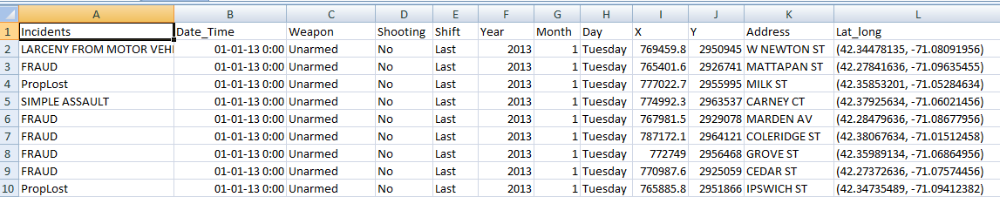 A B C D E F G H I J K L
1 Incidents Date_Time Weapon Shooting Shift Year Month Day X Y Address Lat_long
2 LARCENY FROM MOTOR VEHI 01-01-13 0:00 Unarmed No Last 2013 1 Tuesday 769459.8 2950945 W NEWTON ST (42.34478135, -71.08091956)
3 FRAUD 01-01-13 0:00 Unarmed No Last 2013 1 Tuesday 765401.6 2926741 MATTAPAN ST (42.27841816, -71.09635455)
4 PropLost 01-01-13 0:00 Unarmed No Last 2013 1 Tuesday 777022.7 2955995 MILK ST (42.35853201, -71.05284634)
5 SIMPLE ASSAULT 01-01-13 0:00 Unarmed No Last 2013 1 Tuesday 774992.3 2963537 CARNEY CT (42.37925634, -71.06021456)
6 FRAUD 01-01-13 0:00 Unarmed No Last 2013 1 Tuesday 767981.5 2929078 MARDEN AV (42.28479636, -71.08677956)
7 FRAUD 01-01-13 0:00 Unarmed No Last 2013 1 Tuesday 787172.1 2964121 COLERIDGE ST (42.38067634, -71.01512458)
8 FRAUD 01-01-13 0:00 Unarmed No Last 2013 1 Tuesday 772749 2956468 GROVE ST (42.35989134, -71.06864956)
9 FRAUD 01-01-13 0:00 Unarmed No Last 2013 1 Tuesday 770987.6 2925059 CEDAR ST (42.27372636, -71.07574456)
10 PropLost 01-01-13 0:00 Unarmed No Last 2013 1 Tuesday 765885.8 2951866 IPSWICH ST (42.34735489, -71.09412382)